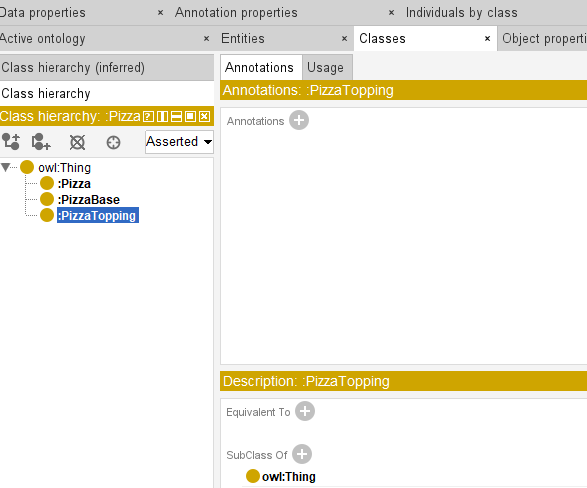 Data properties × Annotation properties × Individuals by class
Active ontology × Entities × Classes × Object properti
Class hierarchy (inferred)
Class hierarchy
Class hierarchy: :Pizza
Asserted
owl:Thing
:Pizza
:PizzaBase
:PizzaTopping
Annotations Usage
Annotations: :PizzaTopping
Annotations
Description: :PizzaTopping
Equivalent To
SubClass Of
owl:Thing